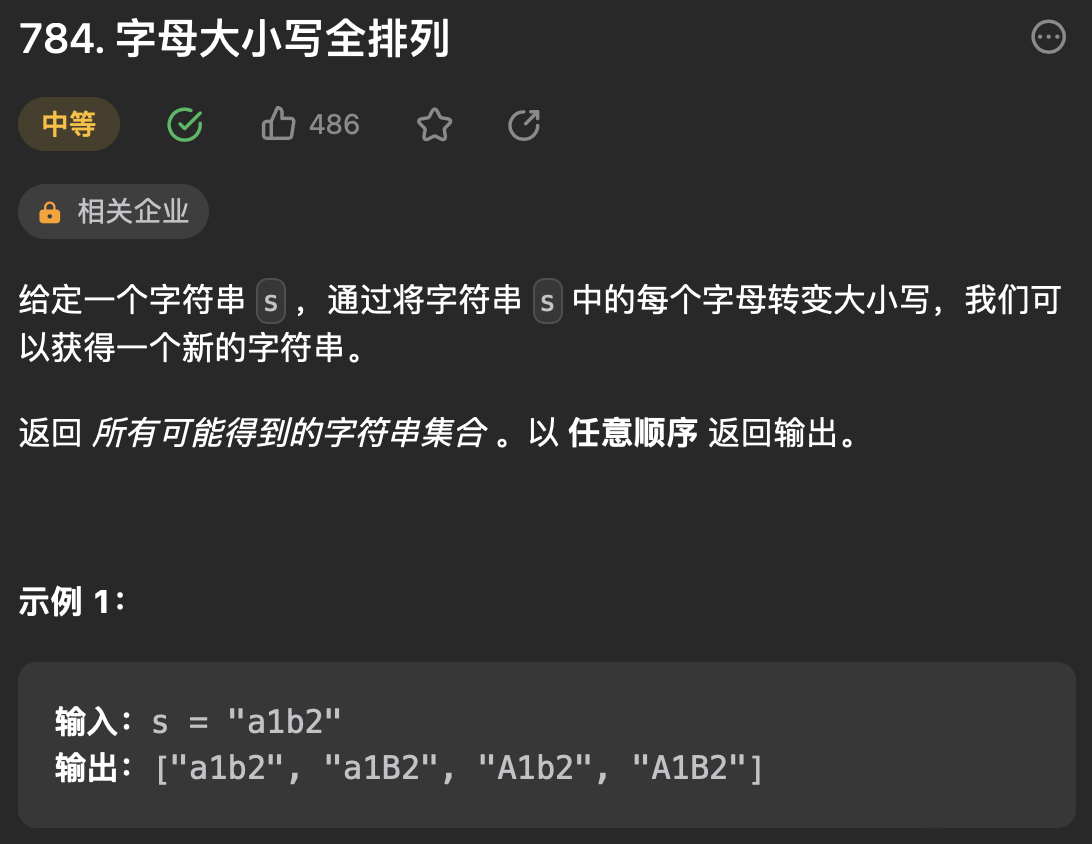 784. 字母大小写全排列
中等
486
相关企业
给定一个字符串 s ，通过将字符串 s 中的每个字母转变大小写，我们可
以获得一个新的字符串。
返回 所有可能得到的字符串集合 。以 任意顺序 返回输出。
示例 1：
输入：s = "a1b2"
输出：["a1b2", "a1B2", "A1b2", "A1B2"]